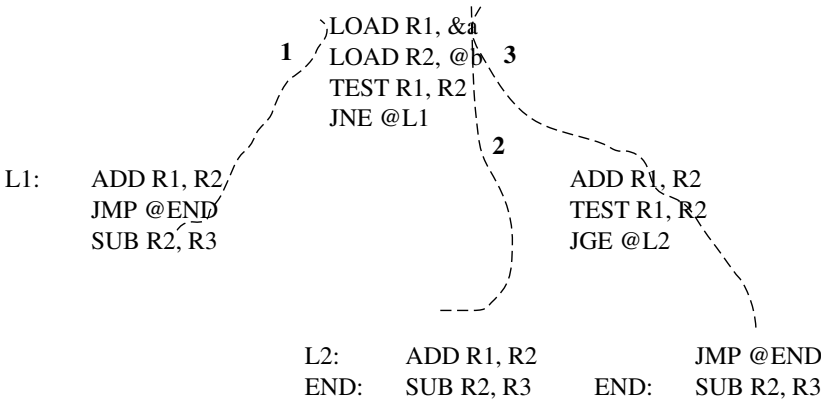 LOAD R1, &a
1 LOAD R2, @b 3
TEST R1, R2
JNE @L1
2
L1: ADD R1, R2 ADD R1, R2
JMP @END TEST R1, R2
SUB R2, R3 JGE @L2
L2: ADD R1, R2 JMP @END
END: SUB R2, R3 END: SUB R2, R3